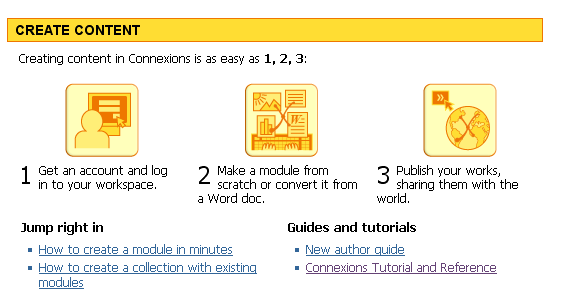 CREATE CONTENT
Creating content in Connexions is as easy as 1, 2, 3:
1 Get an account and log
in to your workspace.
2 Make a module from
scratch or convert it from
a Word doc.
3 Publish your works,
sharing them with the
world.
Jump right in
How to create a module in minutes
How to create a collection with existing
modules
Guides and tutorials
New author guide
Connexions Tutorial and Reference